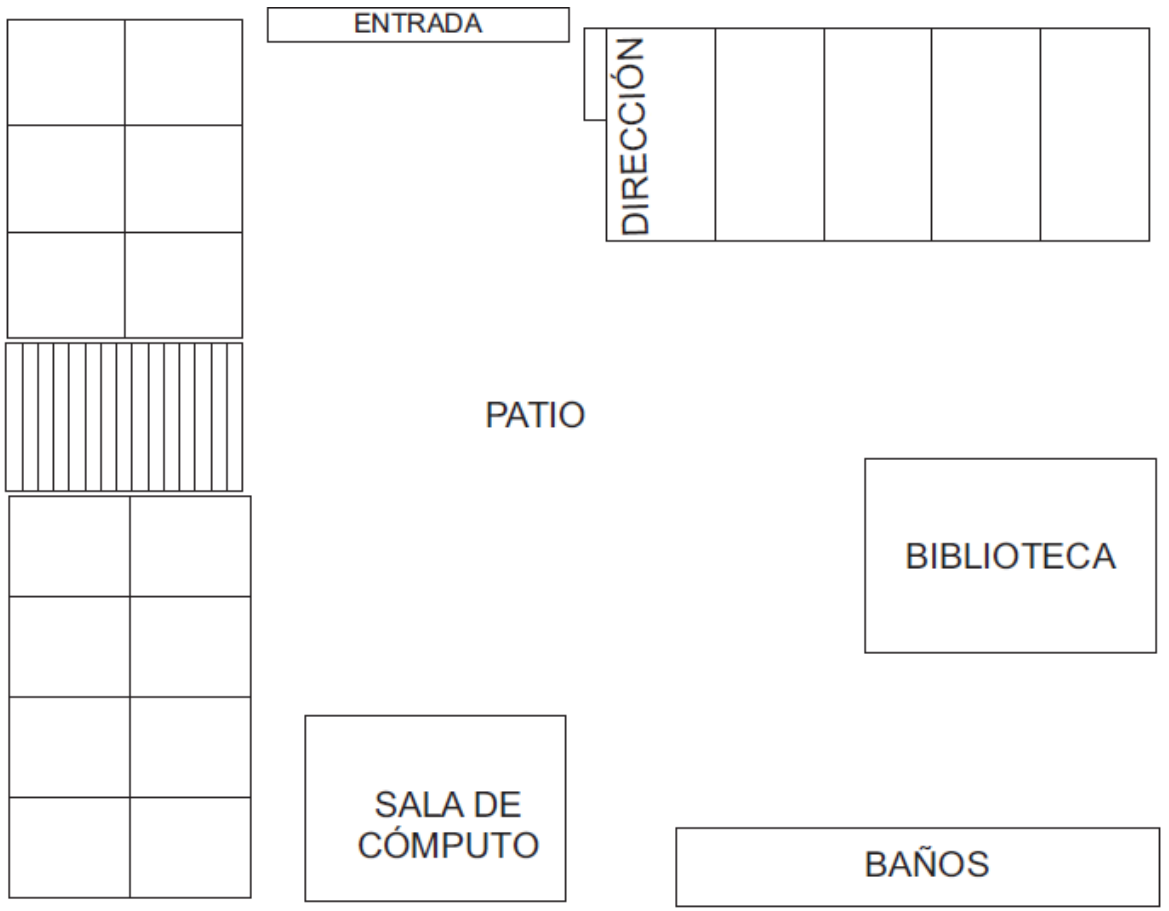 ENTRADA
DIRECCIÓN
PATIO
BIBLIOTECA
SALA DE
CÓMPUTO
BAÑOS